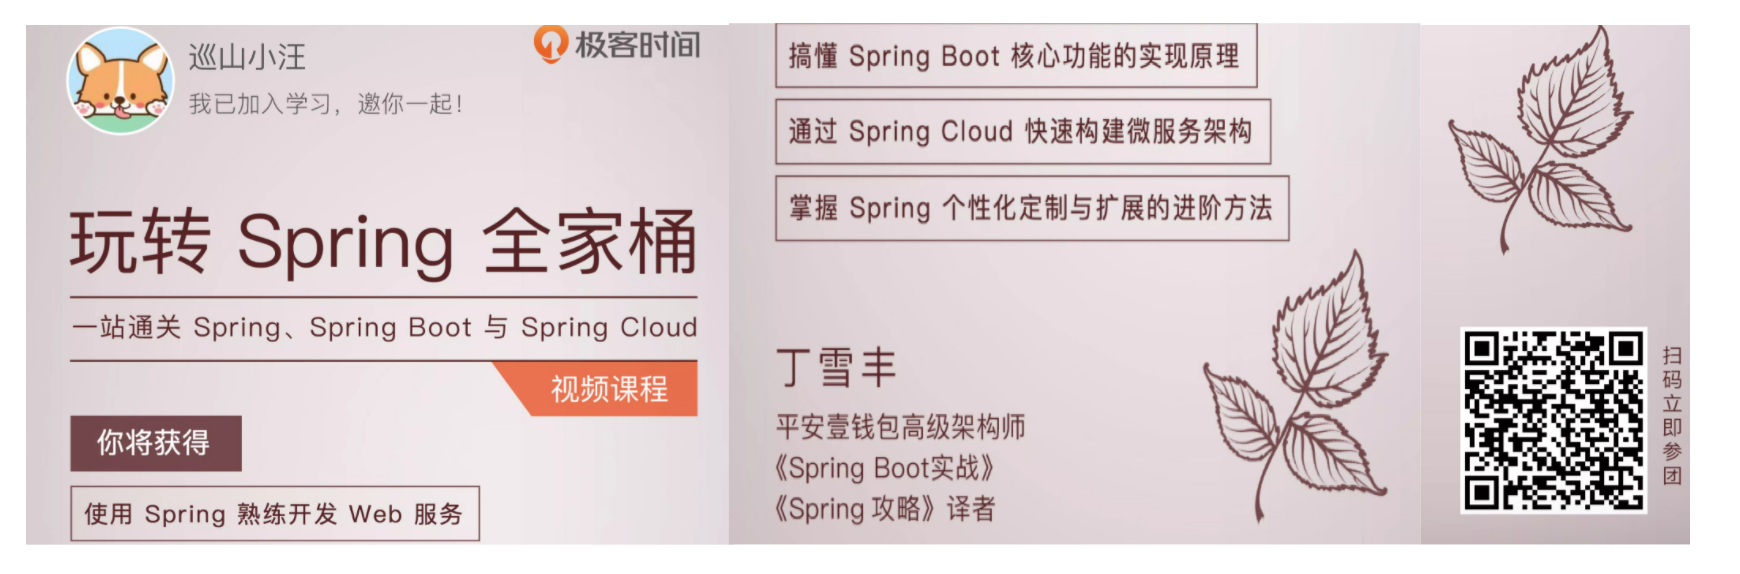 巡山小汪
我已加入学习，邀你一起！
极客时间
玩转 Spring 全家桶
一站通关 Spring、Spring Boot 与 Spring Cloud
视频课程
你将获得
使用 Spring 熟练开发 Web 服务
搞懂 Spring Boot 核心功能的实现原理
通过 Spring Cloud 快速构建微服务架构
掌握 Spring 个性化定制与扩展的进阶方法
丁雪丰
平安壹钱包高级架构师
《Spring Boot实战》
《Spring 攻略》译者
扫码立即参团